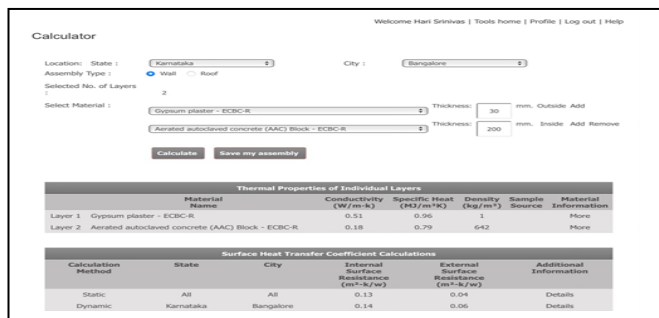 Welcome Hari Srinivas | Tools home | Profile | Log out | Help
Calculator
Location: State : Karnataka City : Bangalore
Assembly Type : Wall Roof
Selected No. of Layers
: 2
Select Material : Gypsum plaster - ECBC-R Thickness: 30 mm. Outside Add
Aerated autoclaved concrete (AAC) Block - ECBC-R Thickness: 200 mm. Inside Add Remove
Calculate Save my assembly
Thermal Properties of Individual Layers
Material Name Conductivity (W/m-k) Specific Heat (MJ/m³K) Density (kg/m³) Sample Source Material Information
Layer 1 Gypsum plaster - ECBC-R 0.51 0.96 1 More
Layer 2 Aerated autoclaved concrete (AAC) Block - ECBC-R 0.18 0.79 642 More
Surface Heat Transfer Coefficient Calculations
Calculation Method State City Internal Surface Resistance (m²-k/w) External Surface Resistance (m²-k/w) Additional Information
Static All All 0.13 0.04 Details
Dynamic Karnataka Bangalore 0.14 0.06 Details